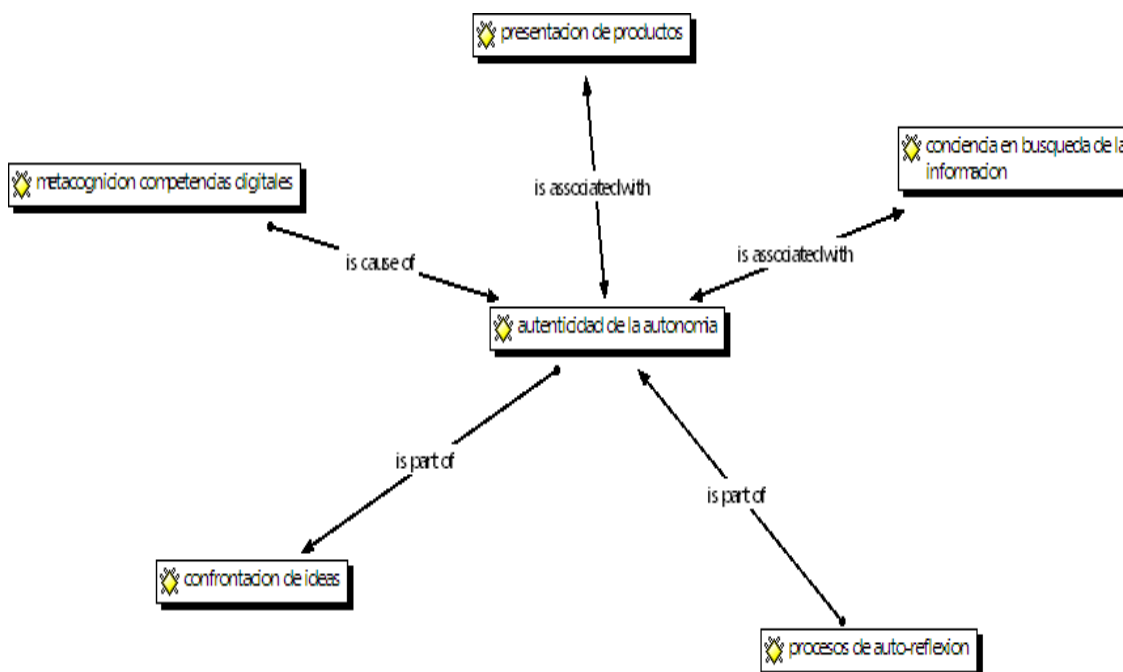 presentacion de productos
conciencia en busqueda de la
informacion
metacognicion competencias digitales
is associated with
is associated with
is cause of
autenticidad de la autonomia
is part of
is part of
confrontacion de ideas
procesos de auto-reflexion